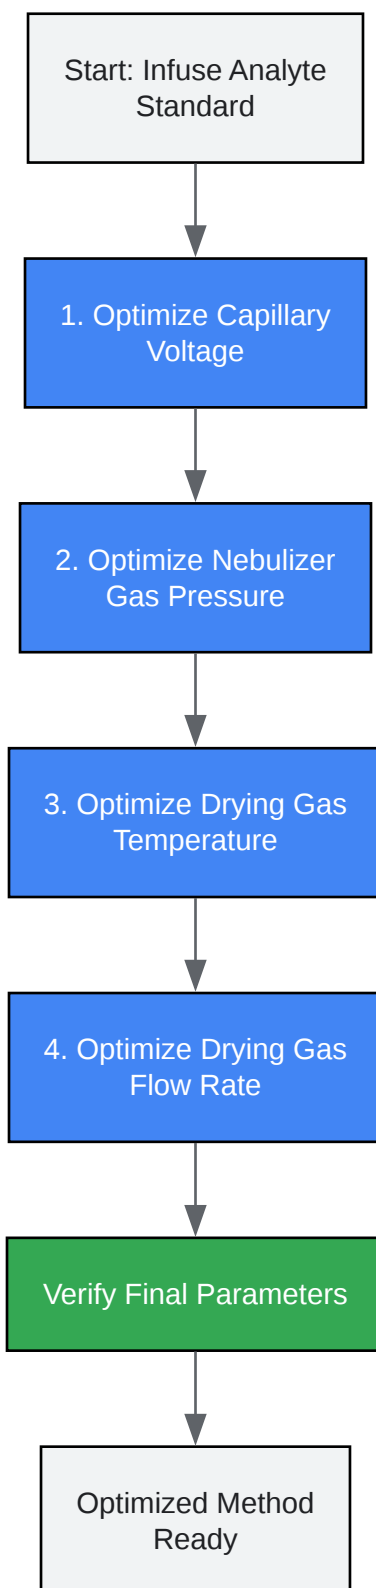 Start: Infuse Analyte
Standard
1. Optimize Capillary
Voltage
2. Optimize Nebulizer
Gas Pressure
3. Optimize Drying Gas
Temperature
4. Optimize Drying Gas
Flow Rate
Verify Final Parameters
Optimized Method
Ready